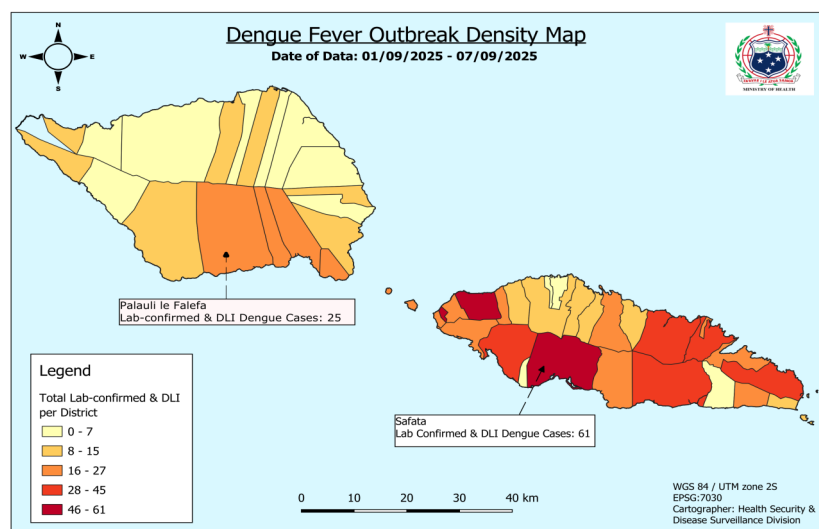 Dengue Fever Outbreak Density Map
Date of Data: 01/09/2025 - 07/09/2025
N
W
E
S
MINISTRY OF HEALTH
Palauli le Falefa
Lab-confirmed & DLI Dengue Cases: 25
Safata
Lab Confirmed & DLI Dengue Cases: 61
Legend
Total Lab-confirmed & DLI
per District
0 - 7
8 - 15
16 - 27
28 - 45
46 - 61
0 10 20 30 40 km
WGS 84 / UTM zone 2S
EPSG:7030
Cartographer: Health Security &
Disease Surveillance Division